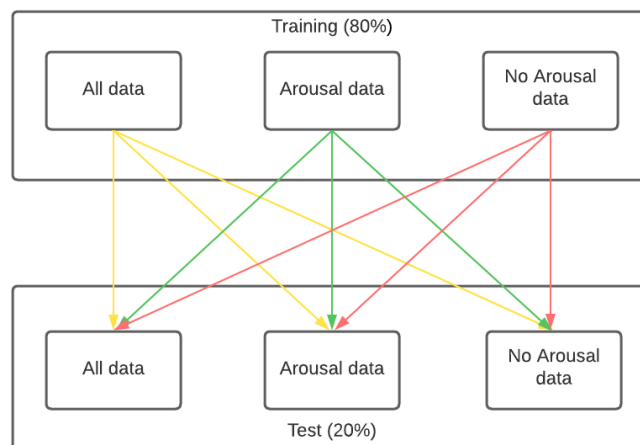 Training (80%)
All data
Arousal data
No Arousal
data
All data
Arousal data
No Arousal
data
Test (20%)